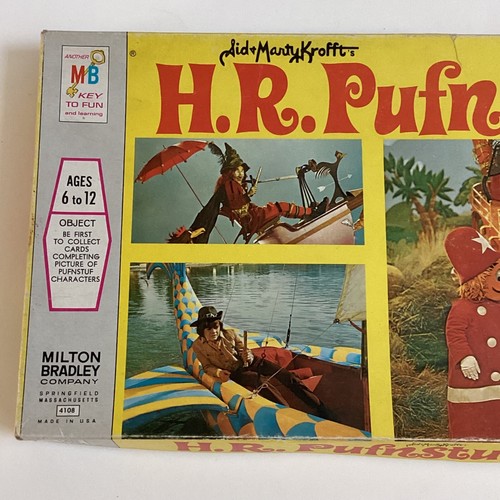 Sid & Marty Krofft's
®
H.R. Pufn
ANOTHER
MB
KEY
TO FUN
and learning
AGES
6 to 12
OBJECT
BE FIRST
TO COLLECT
CARDS
COMPLETING
PICTURE OF
PUFNSTUF
CHARACTERS
MILTON
BRADLEY
COMPANY
SPRINGFIELD
MASSACHUSETTS
4108
MADE IN USA
H.R. Pufnstu